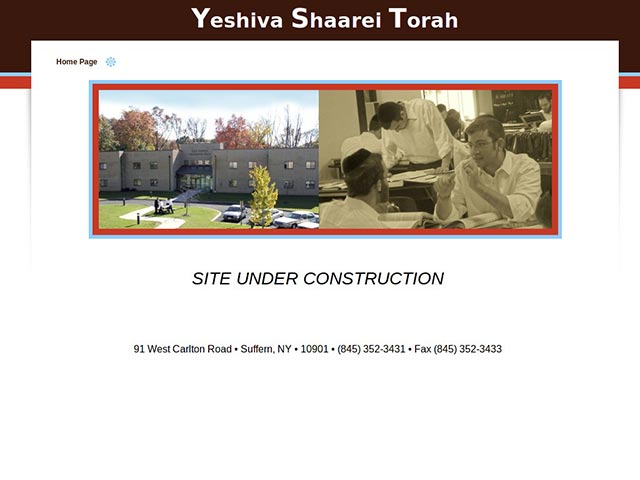 Yeshiva Shaarei Torah
Home Page
SITE UNDER CONSTRUCTION
91 West Carlton Road • Suffern, NY • 10901 • (845) 352-3431 • Fax (845) 352-3433